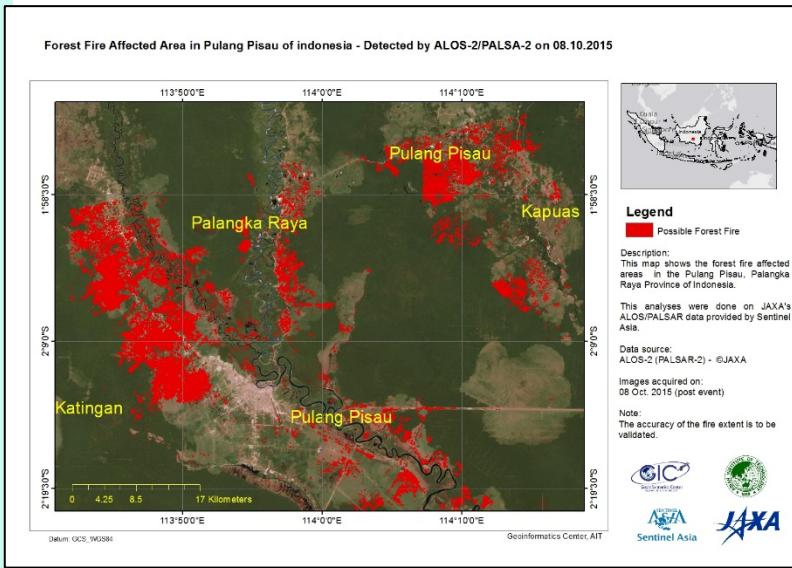 Forest Fire Affected Area in Pulang Pisau of indonesia - Detected by ALOS-2/PALSA-2 on 08.10.2015
113°50'0"E
114°0'0"E
114°10'0"E
1°58'30"S
1°58'30"S
2°9'0"S
2°9'0"S
2°19'30"S
2°19'30"S
Pulang Pisau
Kapuas
Palangka Raya
Katingan
Pulang Pisau
0 4.25 8.5 17 Kilometers
113°50'0"E
114°0'0"E
114°10'0"E
Datum: GCS_WGS84
Geoinformatics Center, AIT
Indonesia
Legend
Possible Forest Fire
Description:
This map shows the forest fire affected
areas in the Pulang Pisau, Palangka
Raya Province of Indonesia.
This analyses were done on JAXA's
ALOS/PALSAR data provided by Sentinel
Asia.
Data source:
ALOS-2 (PALSAR-2) - ©JAXA
Images acquired on:
08 Oct. 2015 (post event)
Note:
The accuracy of the fire extent is to be
validated.
GIC
Geoinformatics Center
SENTINEL
ASIA
Sentinel Asia
JAXA